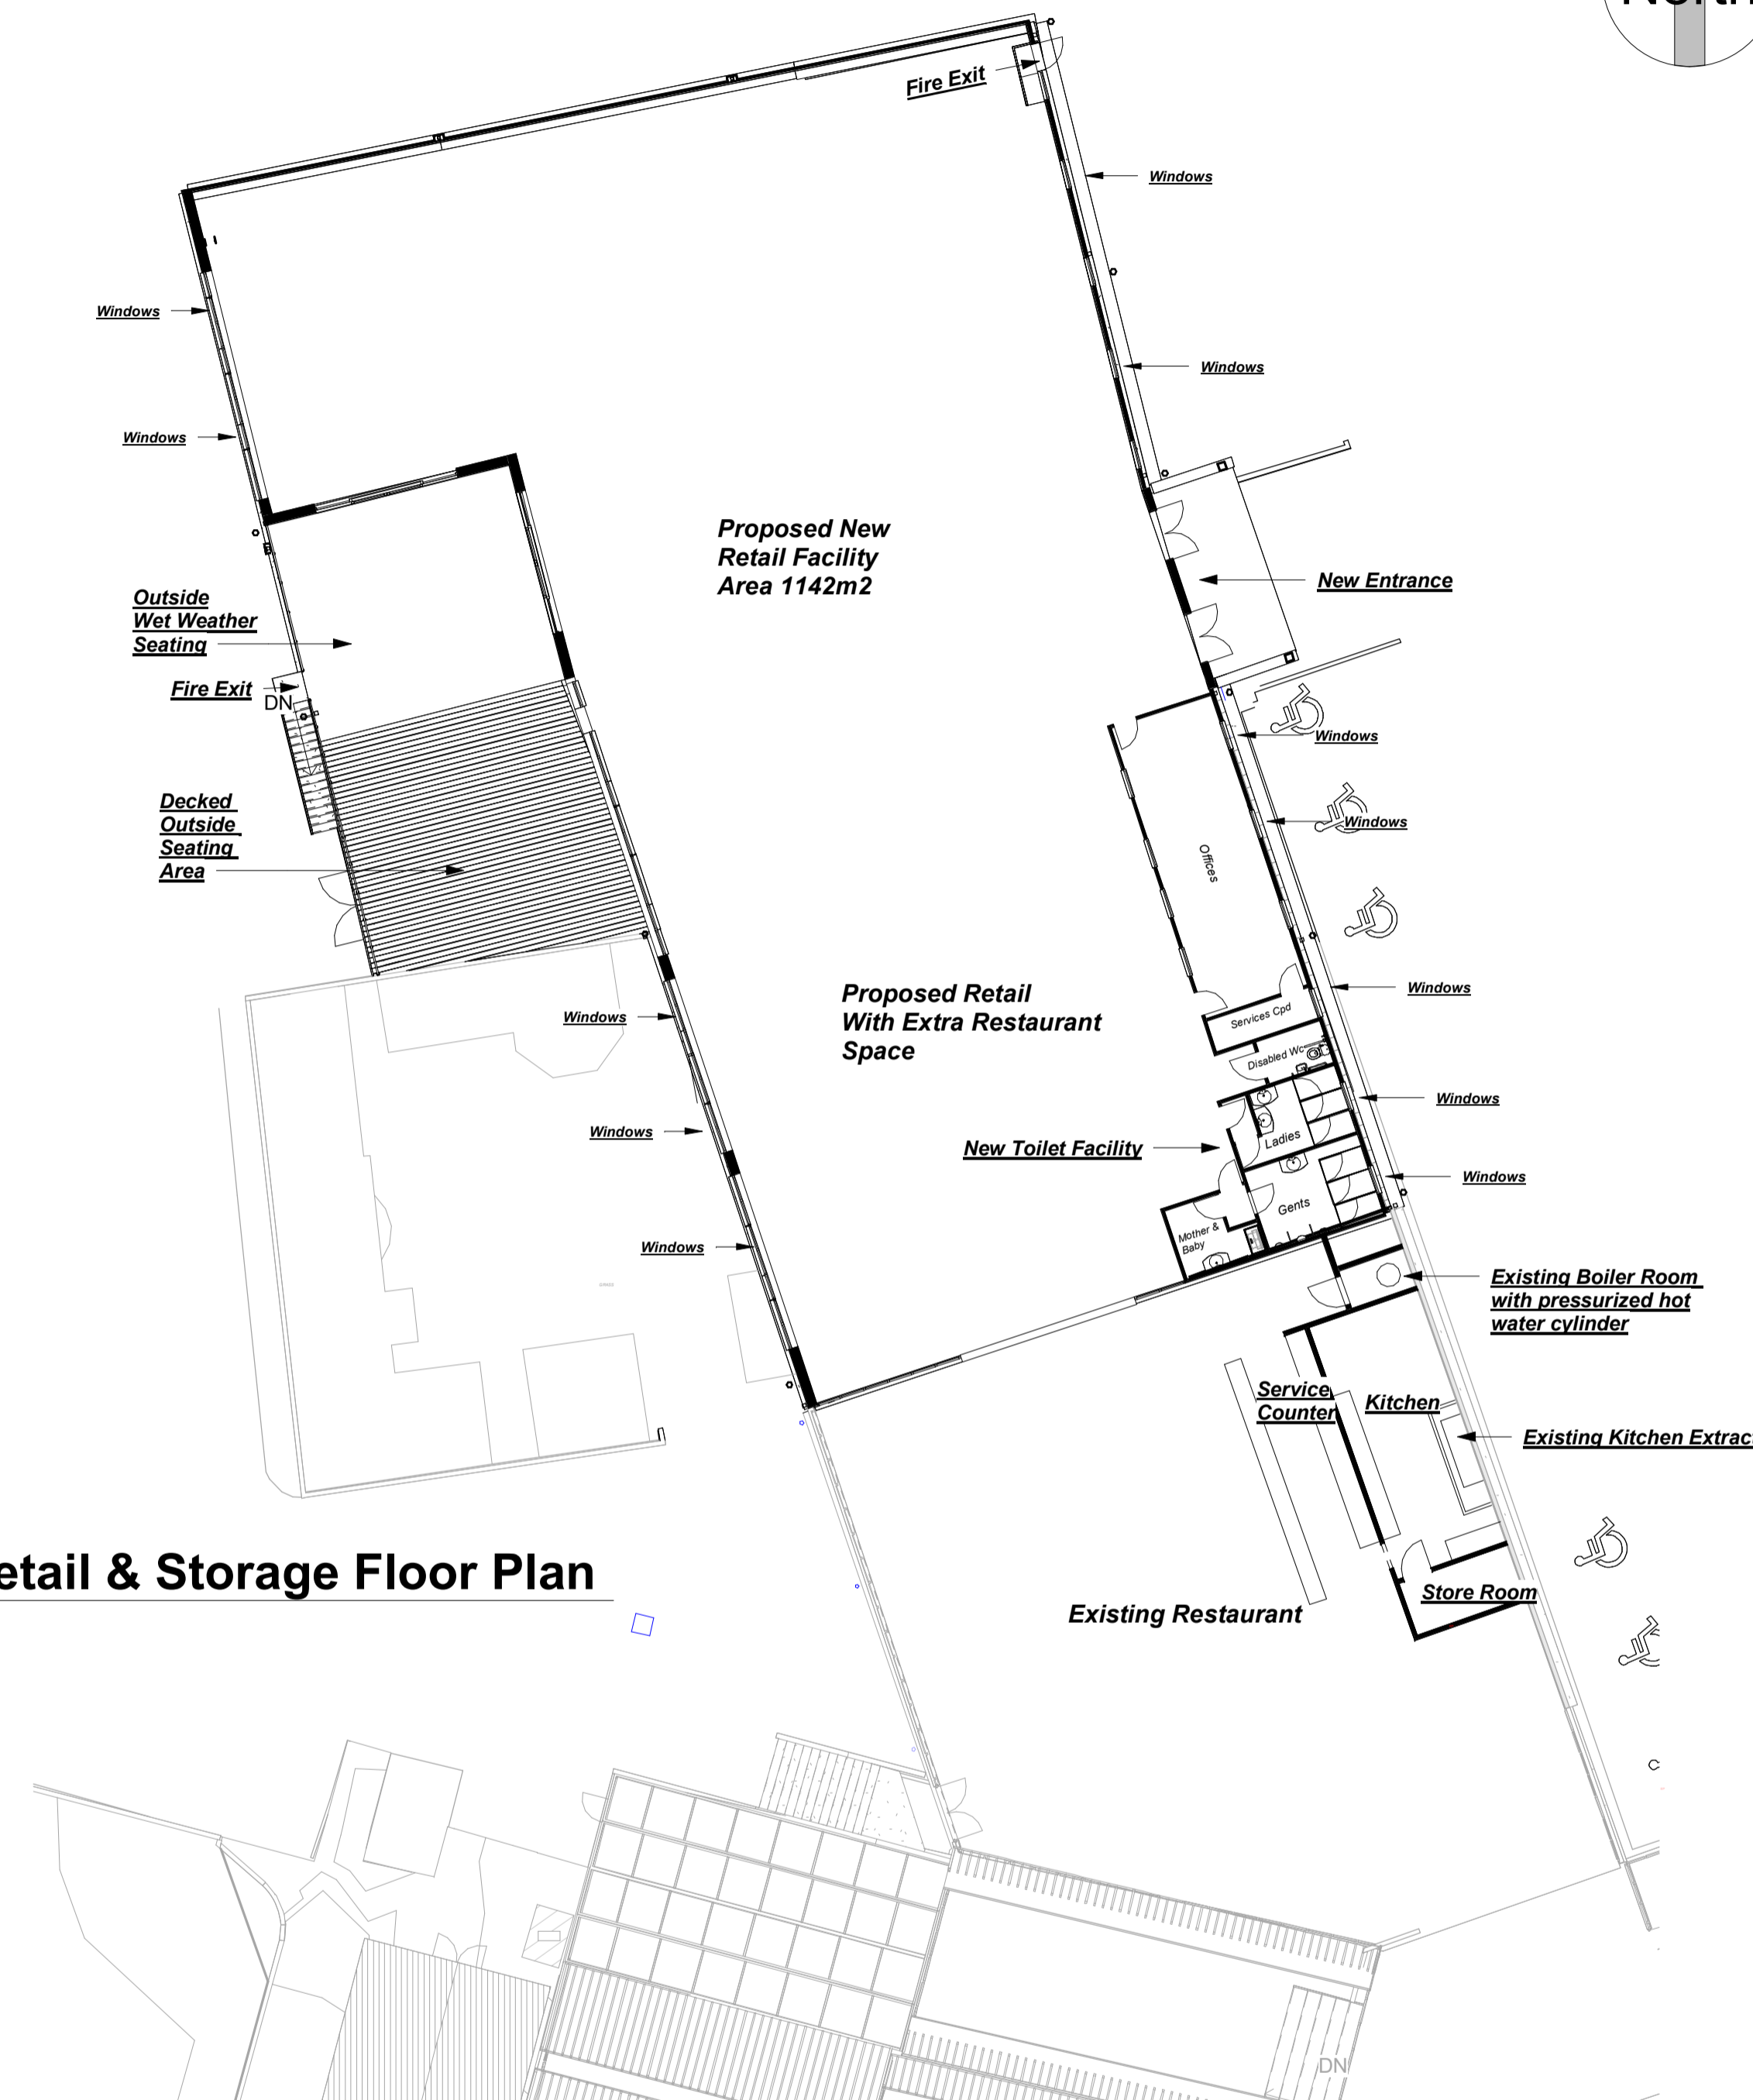 North
Fire Exit
Windows
Windows
Windows
Windows
Proposed New
Retail Facility
Area 1142m2
New Entrance
Outside
Wet Weather
Seating
Fire Exit
DN
Windows
Decked
Outside
Seating
Area
Windows
Offices
Windows
Proposed Retail
With Extra Restaurant
Space
Services Cpd
Windows
Disabled Wc
Windows
Windows
Ladies
New Toilet Facility
Windows
Gents
Mother &
Baby
Windows
Existing Boiler Room
with pressurized hot
water cylinder
Service
Counter
Kitchen
Existing Kitchen Extrac
etail & Storage Floor Plan
Store Room
Existing Restaurant
DN